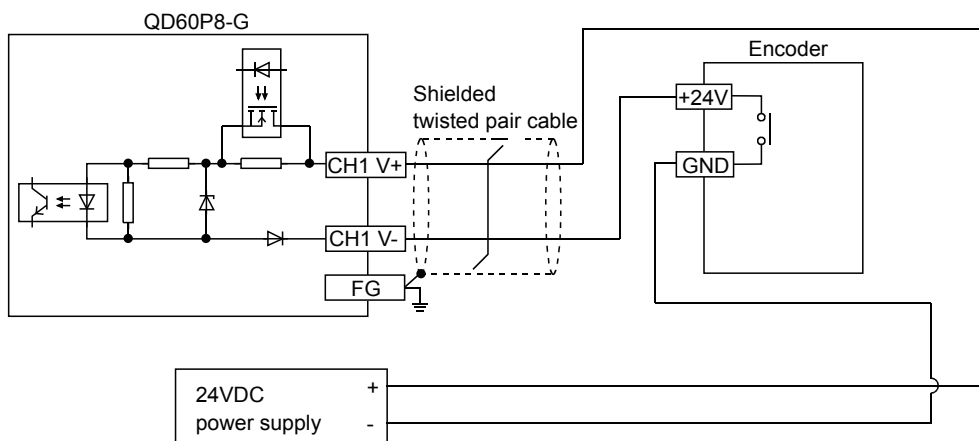 QD60P8-G
Encoder
Shielded
twisted pair cable
+24V
GND
CH1 V+
CH1 V-
FG
24VDC
power supply
+
-